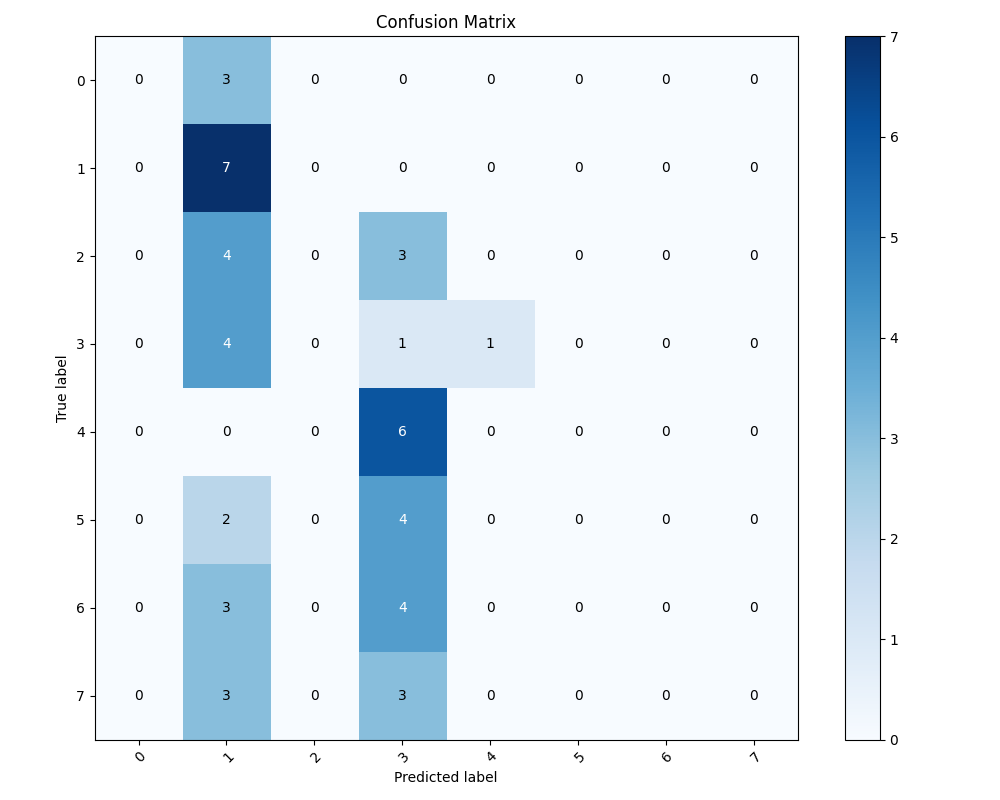 Confusion Matrix
0 0 3 0 0 0 0 0 0
1 0 7 0 0 0 0 0 0
2 0 4 0 3 0 0 0 0
3 0 4 0 1 1 0 0 0
4 0 0 0 6 0 0 0 0
5 0 2 0 4 0 0 0 0
6 0 3 0 4 0 0 0 0
7 0 3 0 3 0 0 0 0
0 1 2 3 4 5 6 7
True label
Predicted label
7
6
5
4
3
2
1
0